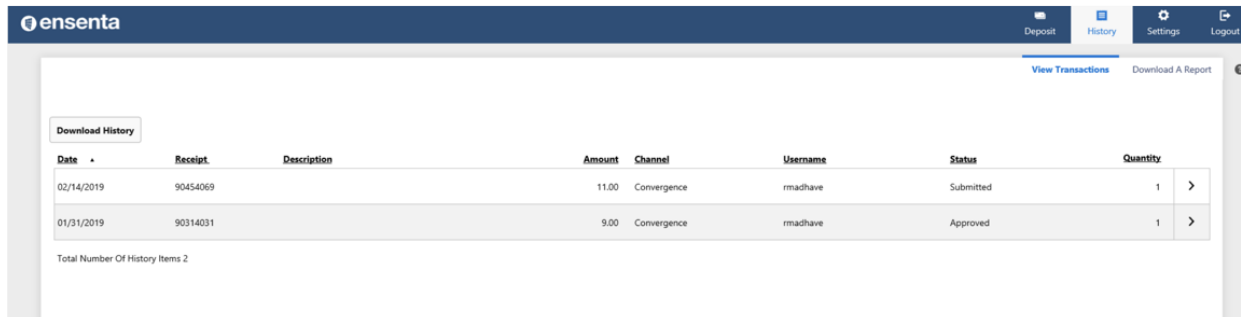 ensenta
Deposit History Settings Logout
View Transactions Download A Report
Download History
Date Receipt Description Amount Channel Username Status Quantity
02/14/2019 90454069 11.00 Convergence rmadhave Submitted 1
01/31/2019 90314031 9.00 Convergence rmadhave Approved 1
Total Number Of History Items 2